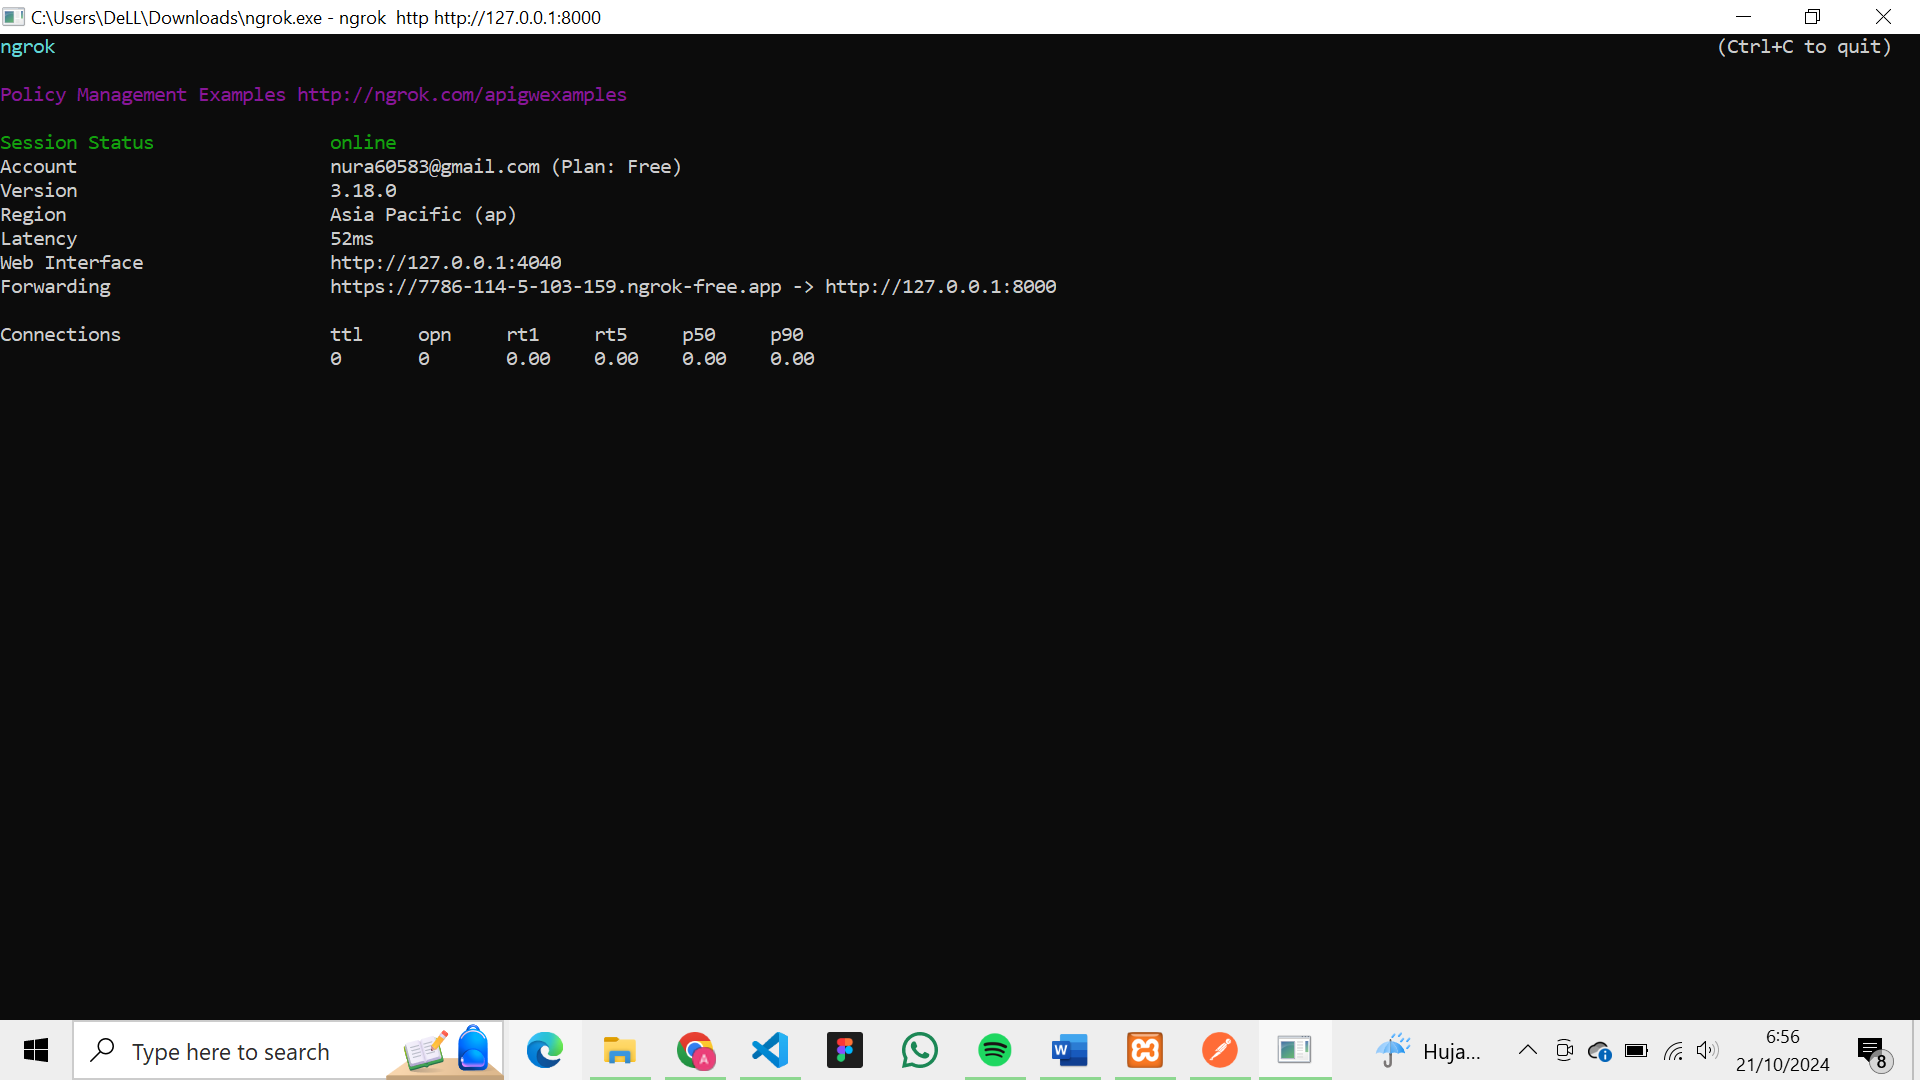 C:\Users\DeLL\Downloads\ngrok.exe - ngrok  http http://127.0.0.1:8000
ngrok (Ctrl+C to quit)
Policy Management Examples http://ngrok.com/apigwexamples
Session Status online
Account nura60583@gmail.com (Plan: Free)
Version 3.18.0
Region Asia Pacific (ap)
Latency 52ms
Web Interface http://127.0.0.1:4040
Forwarding https://7786-114-5-103-159.ngrok-free.app -> http://127.0.0.1:8000
Connections ttl opn rt1 rt5 p50 p90
0 0 0.00 0.00 0.00 0.00
Type here to search
A
W
Huja...
6:56
21/10/2024
8